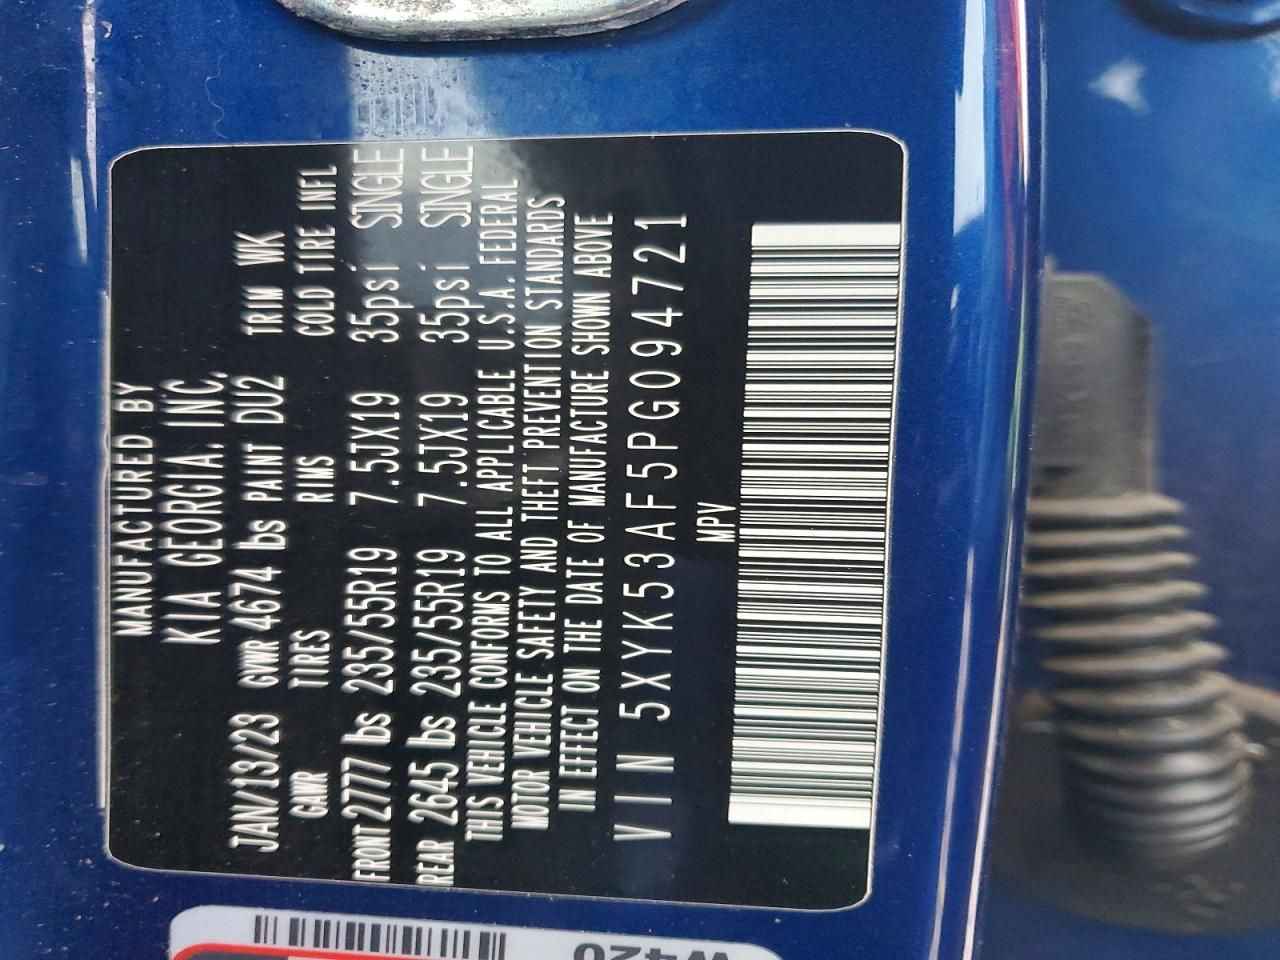 MANUFACTURED BY
KIA GEORGIA, INC,
JAN/13/23 GVWR 4674 lbs PAINT DU2 TRIM WK
GAWR TIRES RIMS COLD TIRE INFL
FRONT 2777 lbs 235/55R19 7.5JX19 35psi SINGLE
REAR 2645 lbs 235/55R19 7.5JX19 35psi SINGLE
THIS VEHICLE CONFORMS TO ALL APPLICABLE U.S.A. FEDERAL
MOTOR VEHICLE SAFETY AND THEFT PREVENTION STANDARDS
IN EFFECT ON THE DATE OF MANUFACTURE SHOWN ABOVE
VIN 5XYK53AF5PG094721
MPV
W420